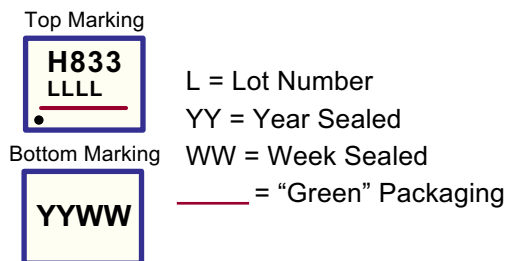 Top Marking
H833
LLLL
Bottom Marking
YYWW
L = Lot Number
YY = Year Sealed
WW = Week Sealed
= “Green” Packaging